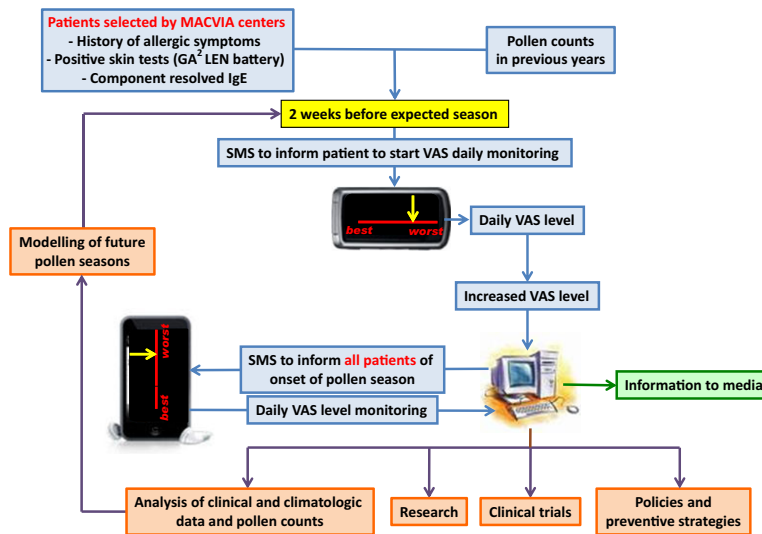 Patients selected by MACVIA centers
- History of allergic symptoms
- Positive skin tests (GA² LEN battery)
- Component resolved IgE
Pollen counts
in previous years
2 weeks before expected season
SMS to inform patient to start VAS daily monitoring
best worst
Daily VAS level
Modelling of future
pollen seasons
Increased VAS level
worst
best
SMS to inform all patients of
onset of pollen season
Daily VAS level monitoring
Information to media
Analysis of clinical and climatologic
data and pollen counts
Research
Clinical trials
Policies and
preventive strategies